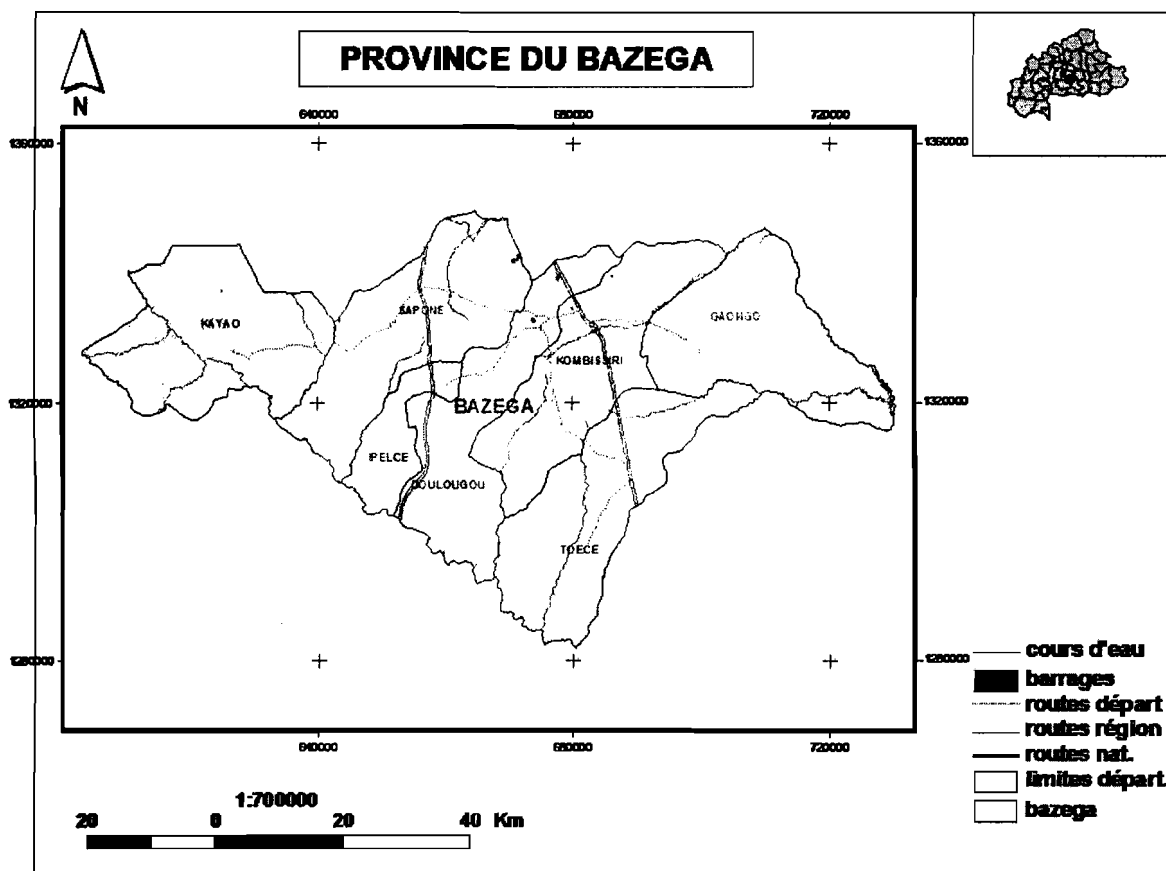 PROVINCE DU BAZEGA
N
640000 680000 720000
1360000 1360000
KAYAO
SAPONE
GAONGO
KOMBISSIRI
1320000 BAZEGA 1320000
IPELCE
DOULOUGOU
TOECE
1280000 1280000
640000 680000 720000
cours d'eau
barrages
routes départ
routes région
routes nat.
limites départ.
bazega
1:700000
20 0 20 40 Km